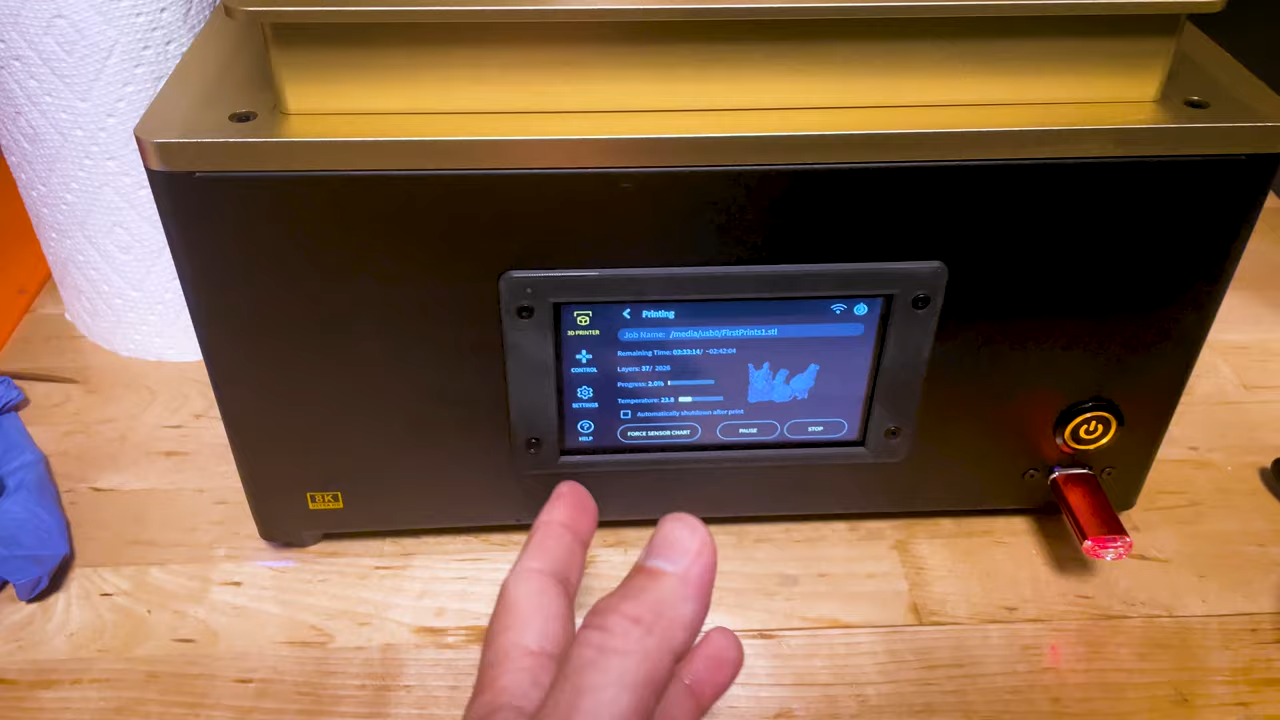 Printing
3D PRINTER
Job Name: /media/usb0/FirstPrints1.stl
Remaining Time: 03:33:14/ ~02:42:04
CONTROL
Layers: 37/ 2026
Progress: 2.0%
SETTINGS
Temperature: 23.8
Automatically shutdown after print
HELP
FORCE SENSOR CHART
PAUSE
STOP
8K
ULTRA HD